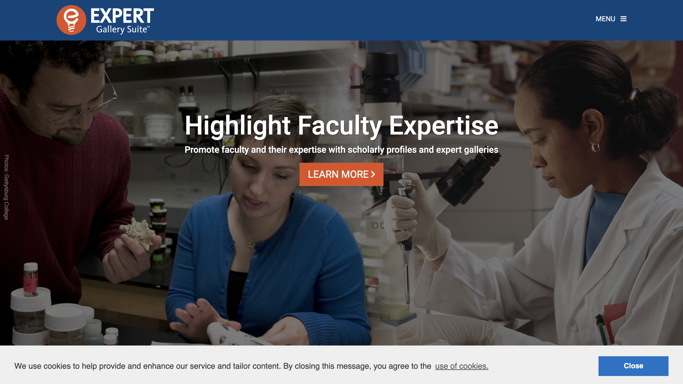 EXPERT
Gallery Suite™
MENU
Highlight Faculty Expertise
Promote faculty and their expertise with scholarly profiles and expert galleries
LEARN MORE
Photos: Gettysburg College
We use cookies to help provide and enhance our service and tailor content. By closing this message, you agree to the use of cookies.
Close